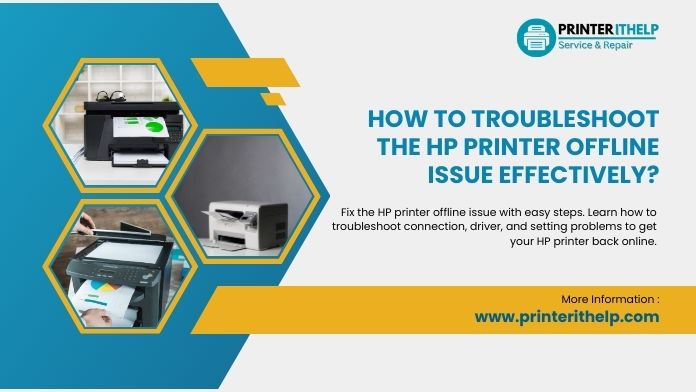 PRINTERITHELP
Service & Repair
HOW TO TROUBLESHOOT
THE HP PRINTER OFFLINE
ISSUE EFFECTIVELY?
Fix the HP printer offline issue with easy steps. Learn how to
troubleshoot connection, driver, and setting problems to get
your HP printer back online.
More Information :
www.printerithelp.com